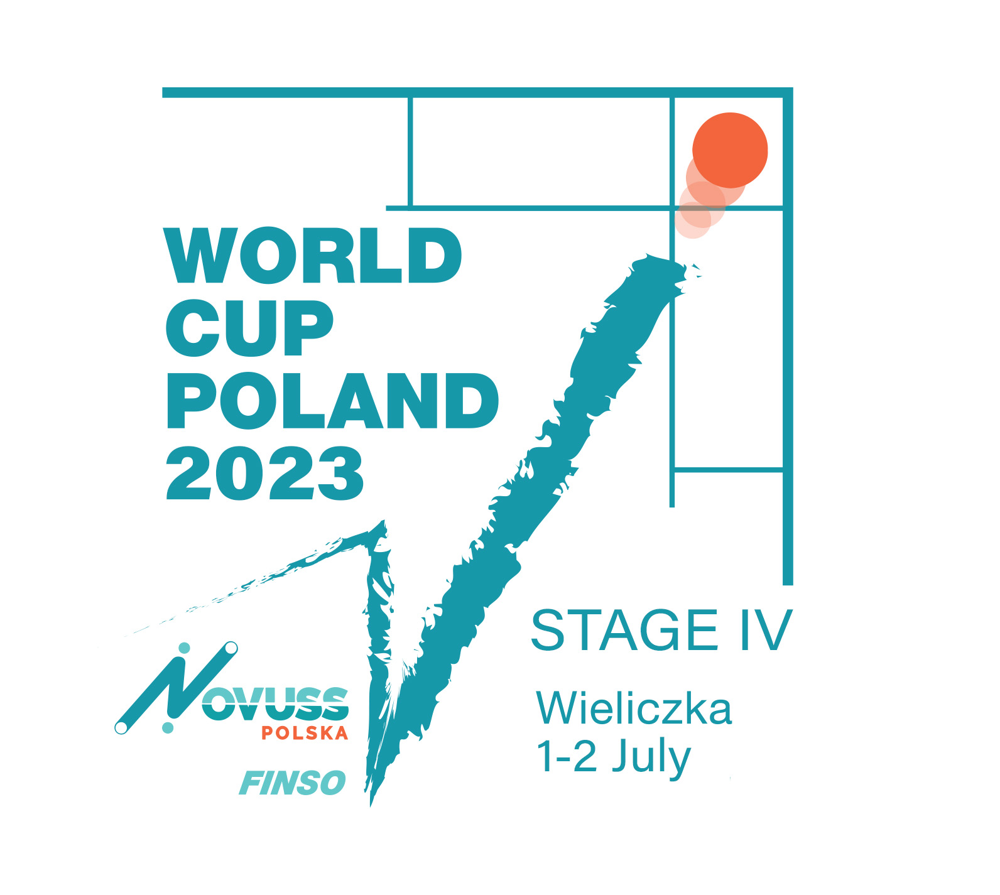 WORLD
CUP
POLAND
2023
STAGE IV
Wieliczka
1-2 July
NOVUSS
POLSKA
FINSO